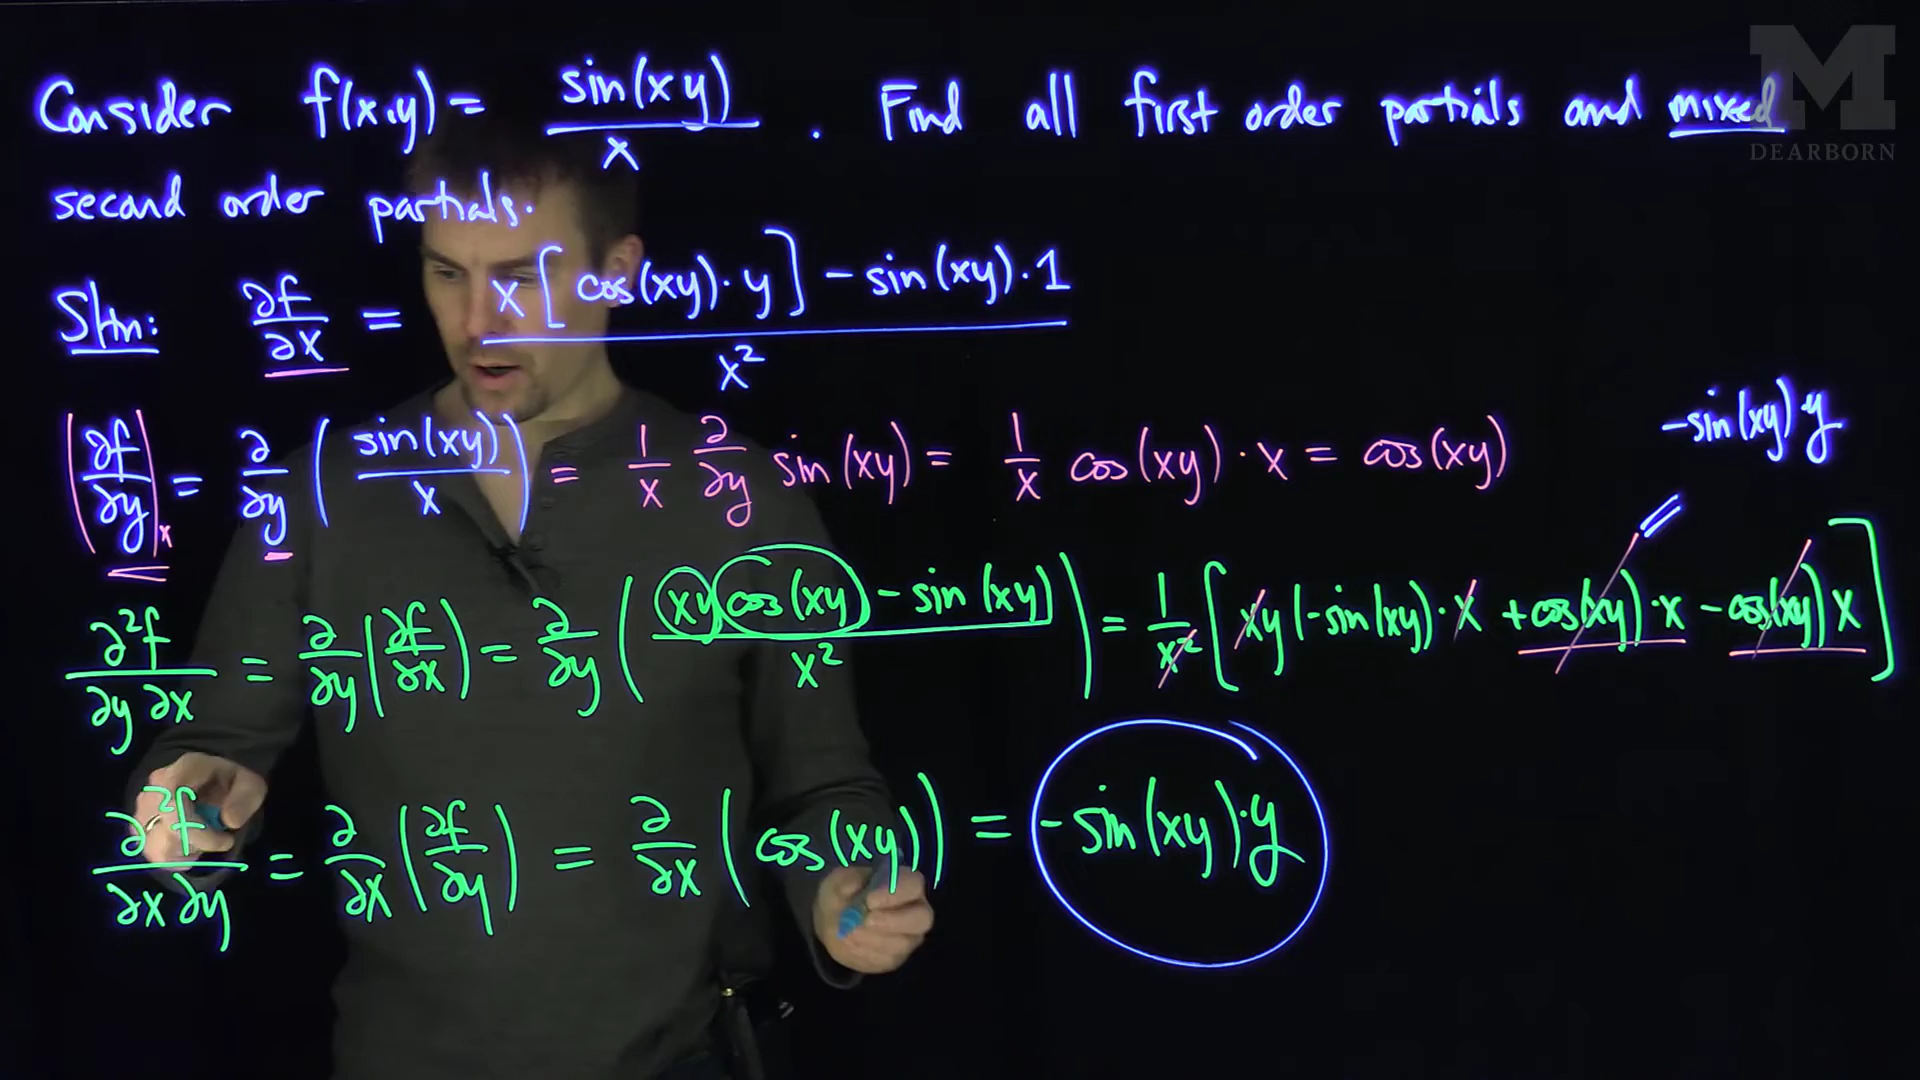 Consider f(x,y) = sin(xy) / x . Find all first order partials and mixed
second order partials.
Sltn: ∂f/∂x = (x[cos(xy)·y] − sin(xy)·1) / x²
(∂f/∂y)|ₓ = ∂/∂y (sin(xy)/x) = 1/x ∂/∂y sin(xy) = 1/x cos(xy)·x = cos(xy)
−sin(xy)y
=
∂²f/∂y∂x = ∂/∂y (∂f/∂x) = ∂/∂y ((xy cos(xy) − sin(xy)) / x²) = 1/x² [xy(−sin(xy)·x + cos(xy)·x − cos(xy)x]
∂²f/∂x∂y = ∂/∂x (∂f/∂y) = ∂/∂x (cos(xy)) = −sin(xy)·y
M
DEARBORN